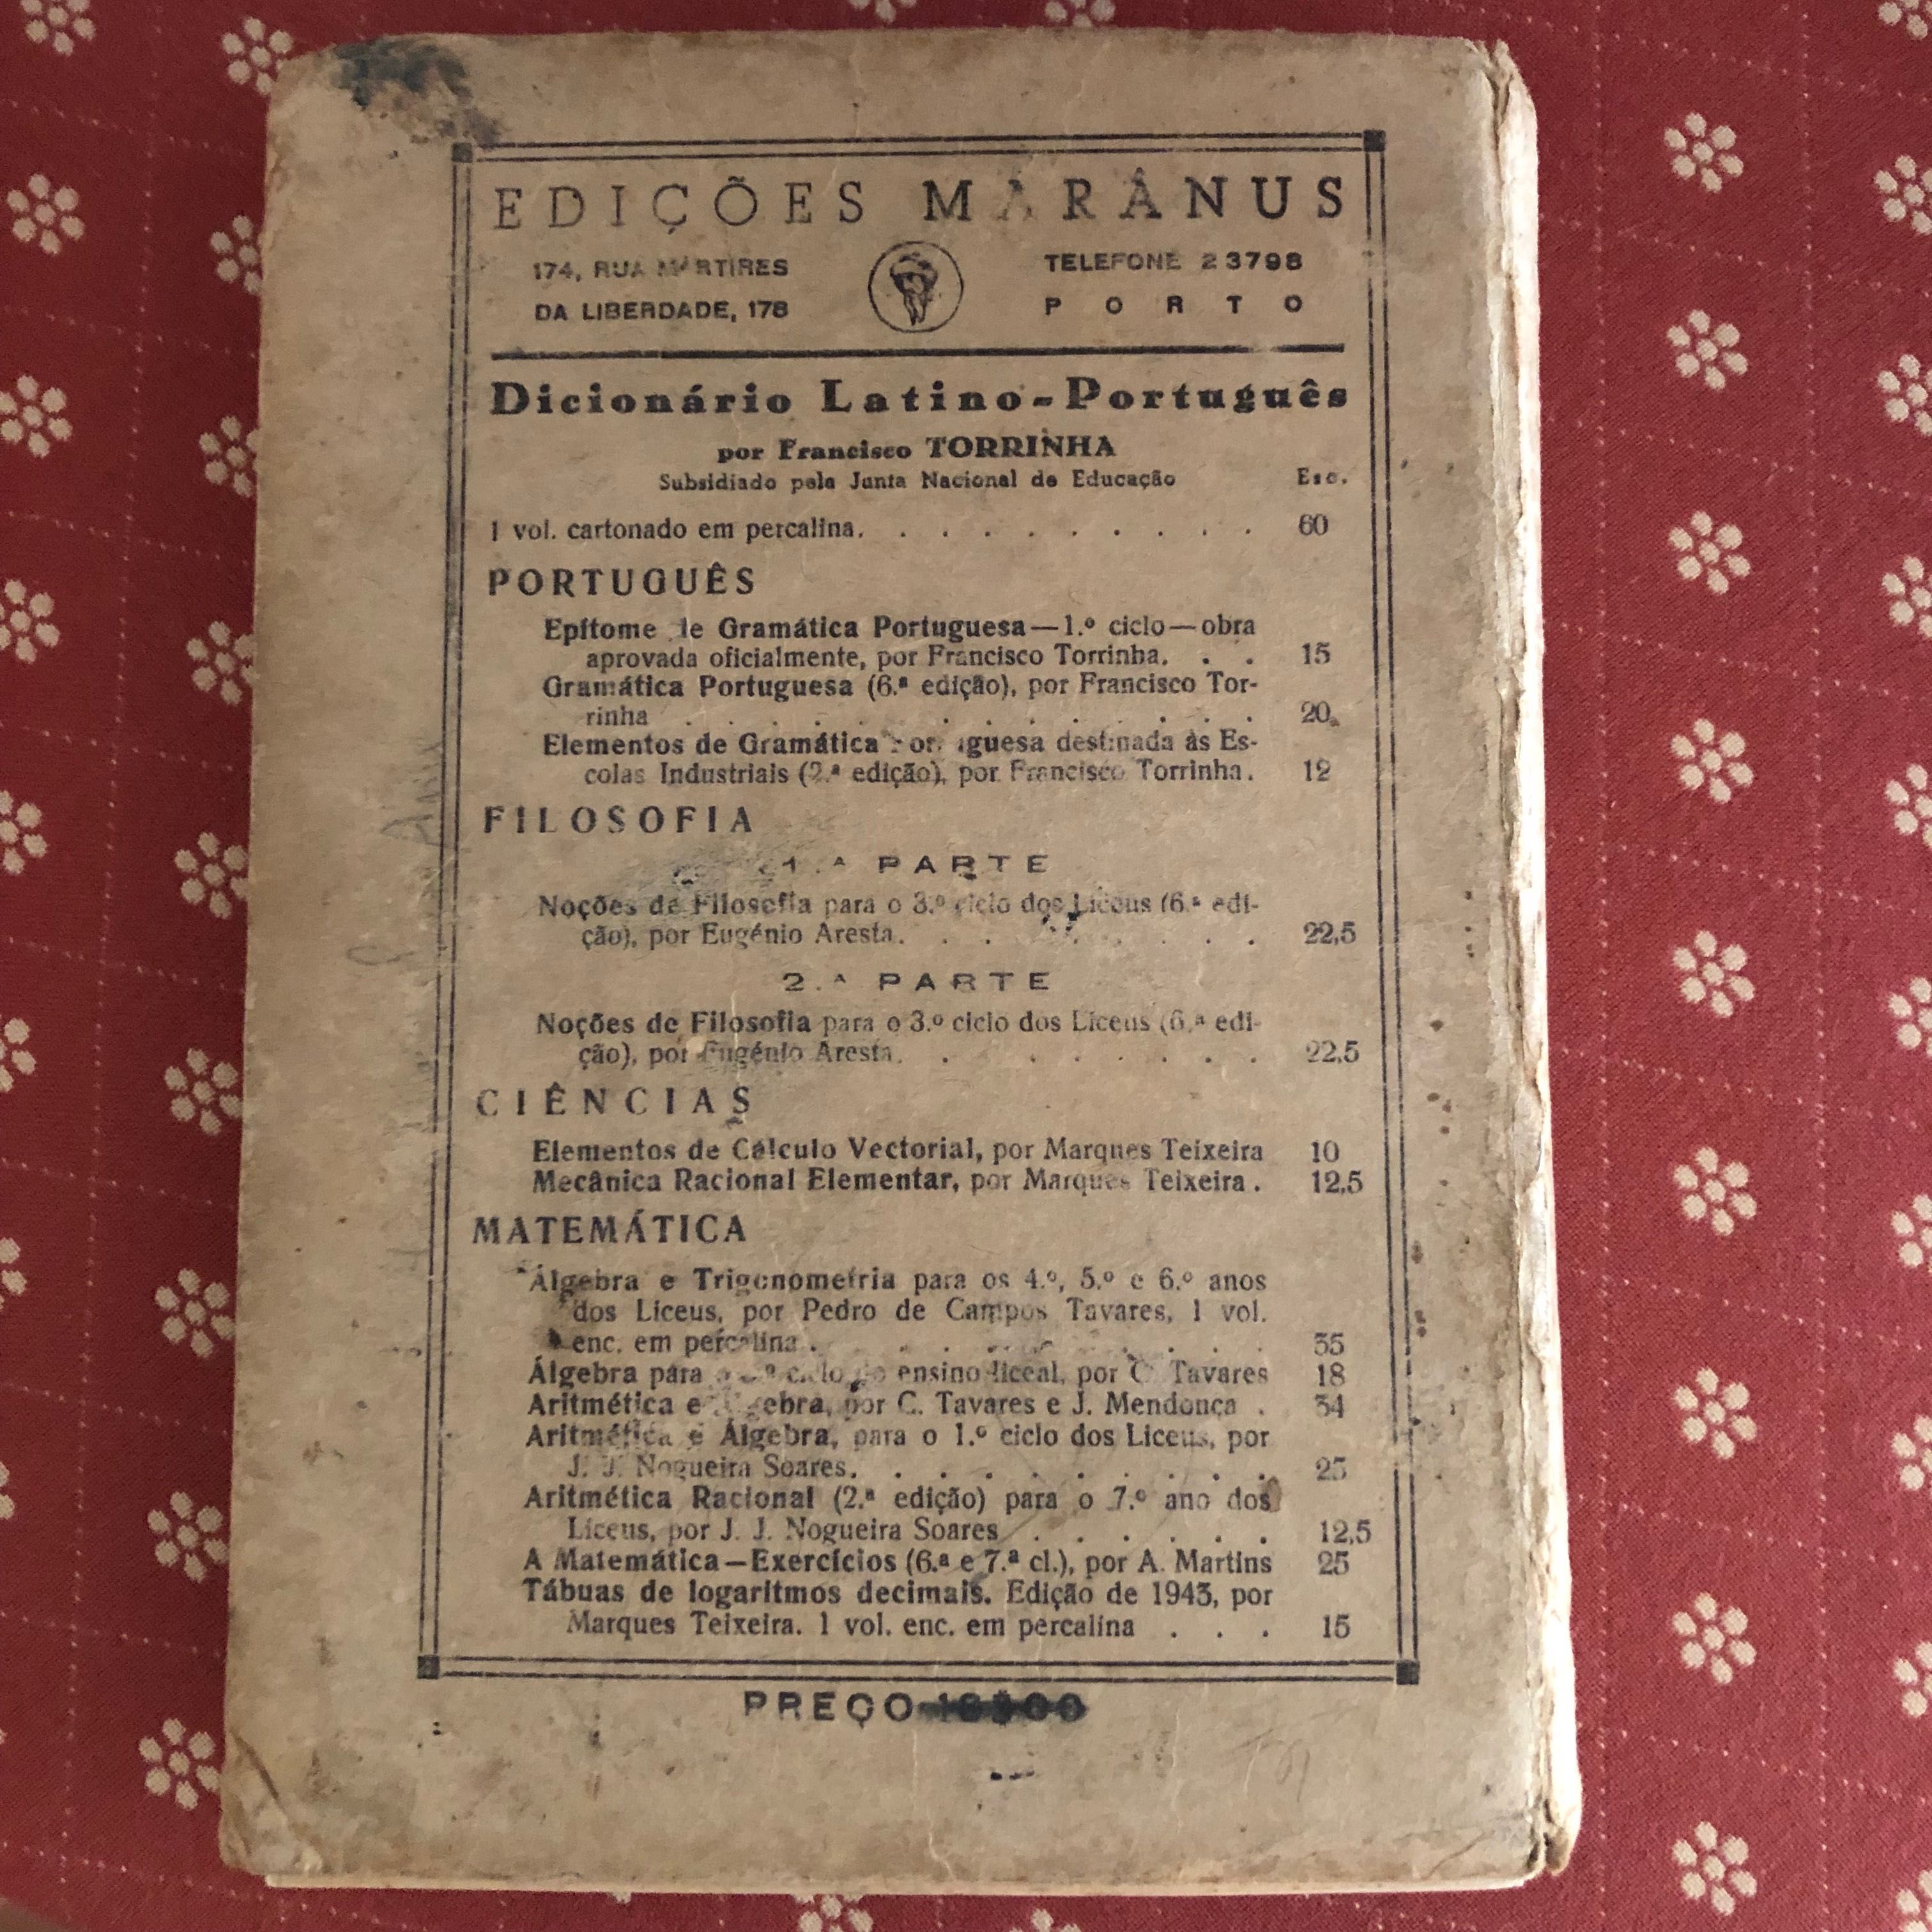 EDIÇÕES MARÂNUS
174, RUA MÁRTIRES
DA LIBERDADE, 178
TELEFONE 23798
PORTO
Dicionário Latino-Português
por Francisco TORRINHA
Subsidiado pela Junta Nacional de Educação Esc.
1 vol. cartonado em percalina. . . . . . . . . . 60
PORTUGUÊS
Epítome de Gramática Portuguesa—1.º ciclo—obra
aprovada oficialmente, por Francisco Torrinha. . . 15
Gramática Portuguesa (6.ª edição), por Francisco Tor-
rinha . . . . . . . . . . . . . . 20
Elementos de Gramática Portuguesa destinada às Es-
colas Industriais (2.ª edição), por Francisco Torrinha. 12
FILOSOFIA
1.ª PARTE
Noções de Filosofia para o 3.º ciclo dos Liceus (6.ª edi-
ção), por Eugénio Aresta. . . . . . . . . 22,5
2.ª PARTE
Noções de Filosofia para o 3.º ciclo dos Liceus (6.ª edi-
ção), por Eugénio Aresta. . . . . . . . . 22,5
CIÊNCIAS
Elementos de Cálculo Vectorial, por Marques Teixeira 10
Mecânica Racional Elementar, por Marques Teixeira . 12,5
MATEMÁTICA
Álgebra e Trigonometria para os 4.º, 5.º e 6.º anos
dos Liceus, por Pedro de Campos Tavares, 1 vol.
enc. em percalina . . . . . . . . . . . 35
Álgebra para ciclo do ensino liceal, por C. Tavares 18
Aritmética e Álgebra, por C. Tavares e J. Mendonça . 34
Aritmética e Álgebra, para o 1.º ciclo dos Liceus, por
J. J. Nogueira Soares. . . . . . . . . . . 25
Aritmética Racional (2.ª edição) para o 7.º ano dos
Liceus, por J. J. Nogueira Soares . . . . . . 12,5
A Matemática—Exercícios (6.ª e 7.ª cl.), por A. Martins 25
Tábuas de logaritmos decimais. Edição de 1943, por
Marques Teixeira. 1 vol. enc. em percalina . . . 15
PREÇO